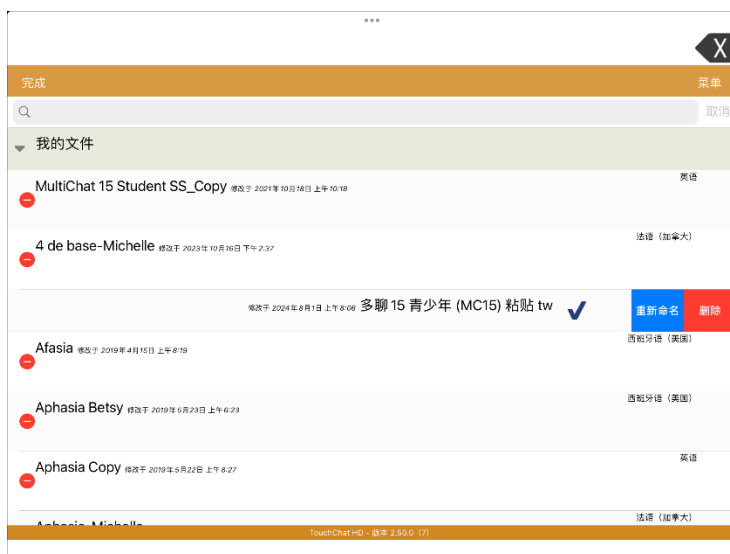 X
完成 菜单
取消
我的文件
英语
MultiChat 15 Student SS_Copy 修改于 2021年10月18日 上午10:18
法语（加拿大）
4 de base-Michelle 修改于 2023年10月16日 下午2:37
修改于 2024年8月1日 上午8:06 多聊 15 青少年 (MC15) 粘贴 tw 重新命名 删除
西班牙语（美国）
Afasia 修改于 2019年4月15日 上午8:19
西班牙语（美国）
Aphasia Betsy 修改于 2019年5月23日 上午6:23
英语
Aphasia Copy 修改于 2019年5月22日 上午8:27
法语（加拿大）
Aphasia-Michelle
TouchChat HD - 版本 2.50.0（7）